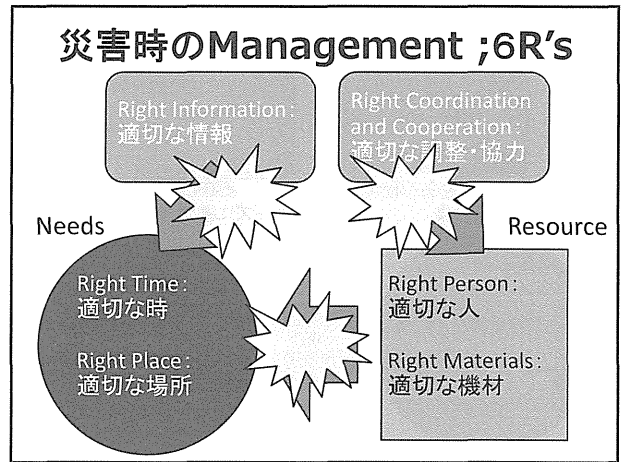 災害時のManagement ;6R's
Right Information:
適切な情報
Right Coordination
and Cooperation:
適切な調整・協力
Needs
Resource
Right Time:
適切な時
Right Place:
適切な場所
Right Person:
適切な人
Right Materials:
適切な機材